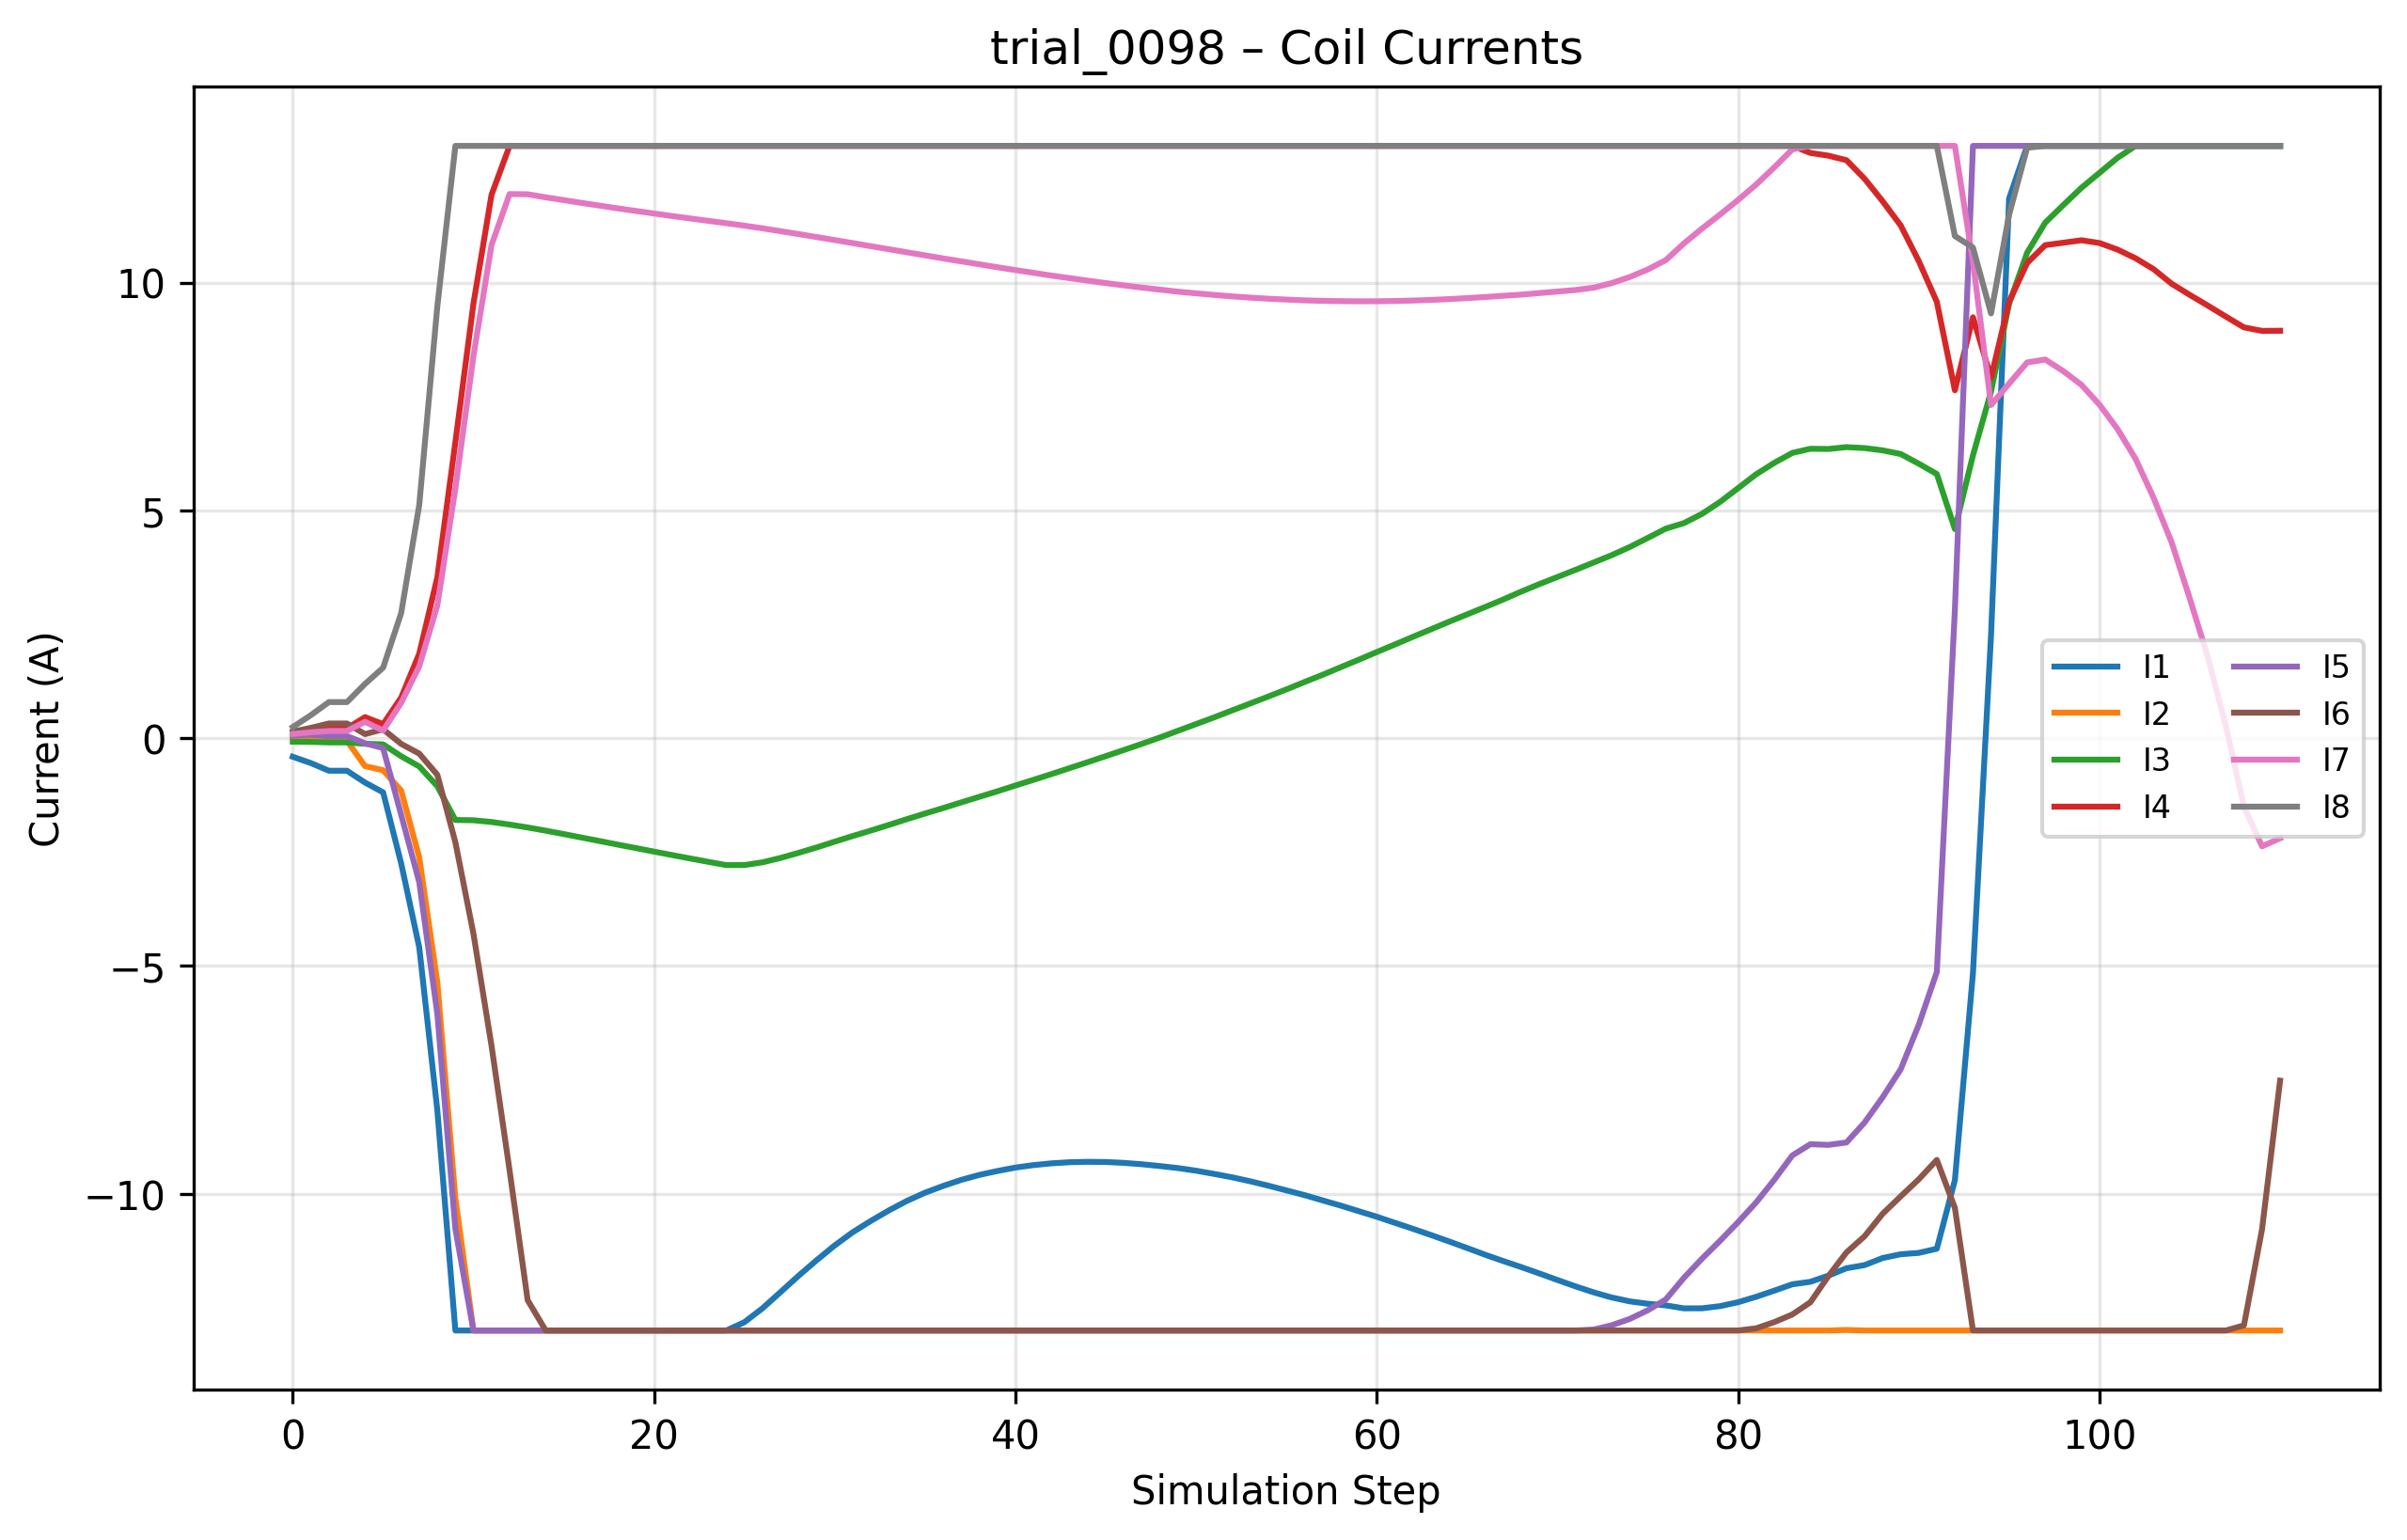 trial_0098 – Coil Currents
Current (A)
10
5
0
−5
−10
I1
I2
I3
I4
I5
I6
I7
I8
0 20 40 60 80 100
Simulation Step